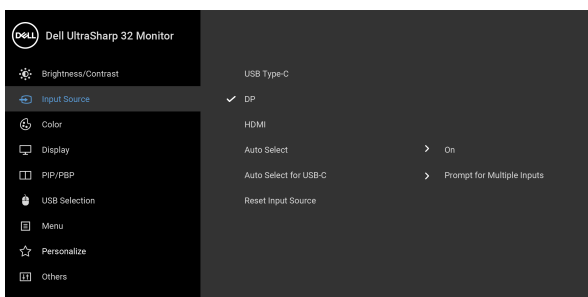 DELL Dell UltraSharp 32 Monitor
Brightness/Contrast
Input Source
Color
Display
PIP/PBP
USB Selection
Menu
Personalize
Others
USB Type-C
DP
HDMI
Auto Select > On
Auto Select for USB-C > Prompt for Multiple Inputs
Reset Input Source